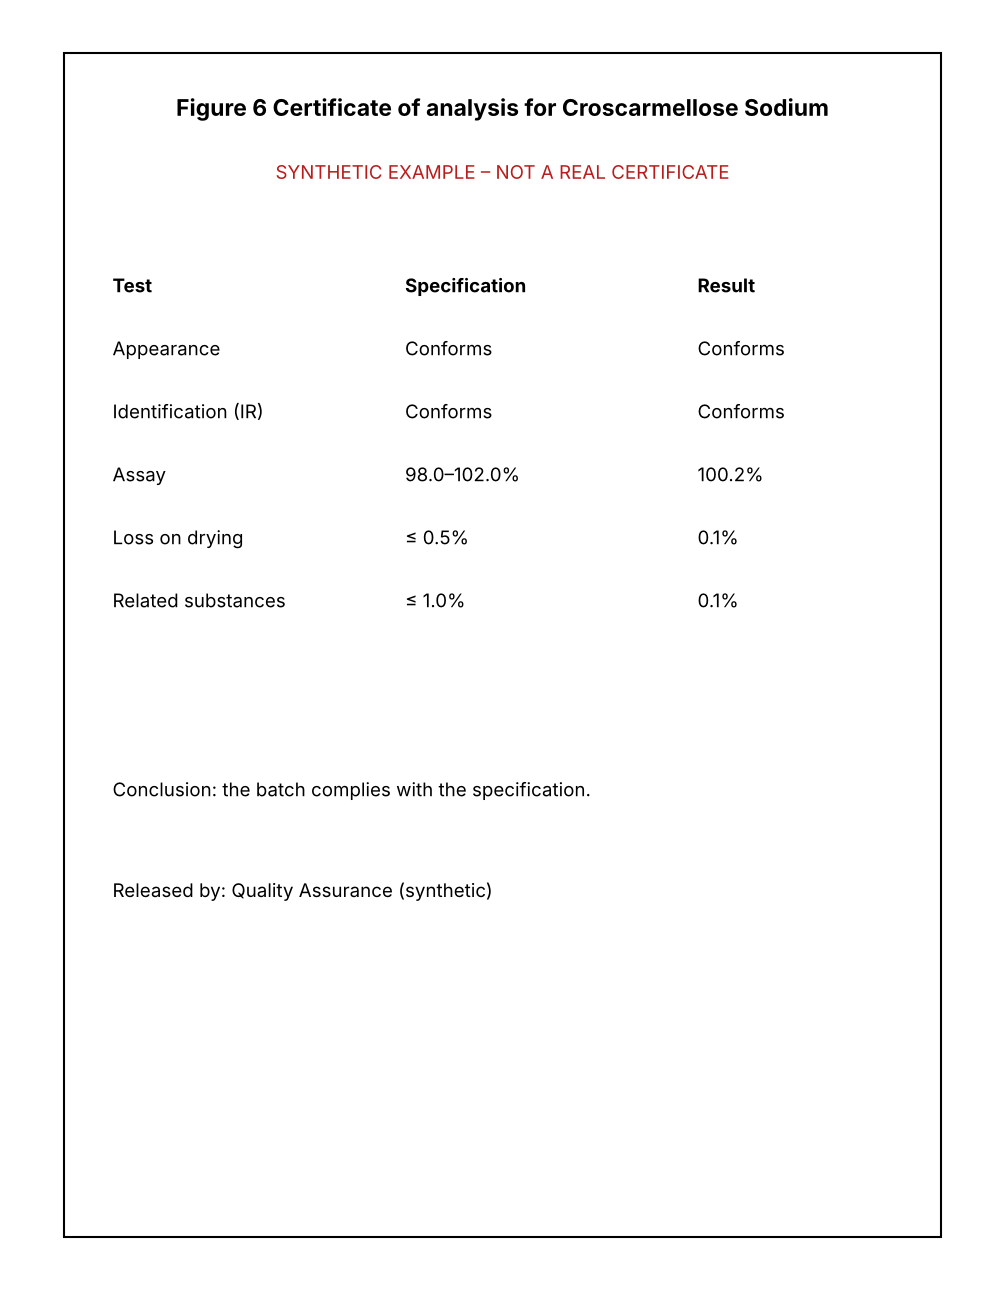 Figure 6 Certificate of analysis for Croscarmellose Sodium
SYNTHETIC EXAMPLE – NOT A REAL CERTIFICATE
Test Specification Result
Appearance Conforms Conforms
Identification (IR) Conforms Conforms
Assay 98.0–102.0% 100.2%
Loss on drying ≤ 0.5% 0.1%
Related substances ≤ 1.0% 0.1%
Conclusion: the batch complies with the specification.
Released by: Quality Assurance (synthetic)